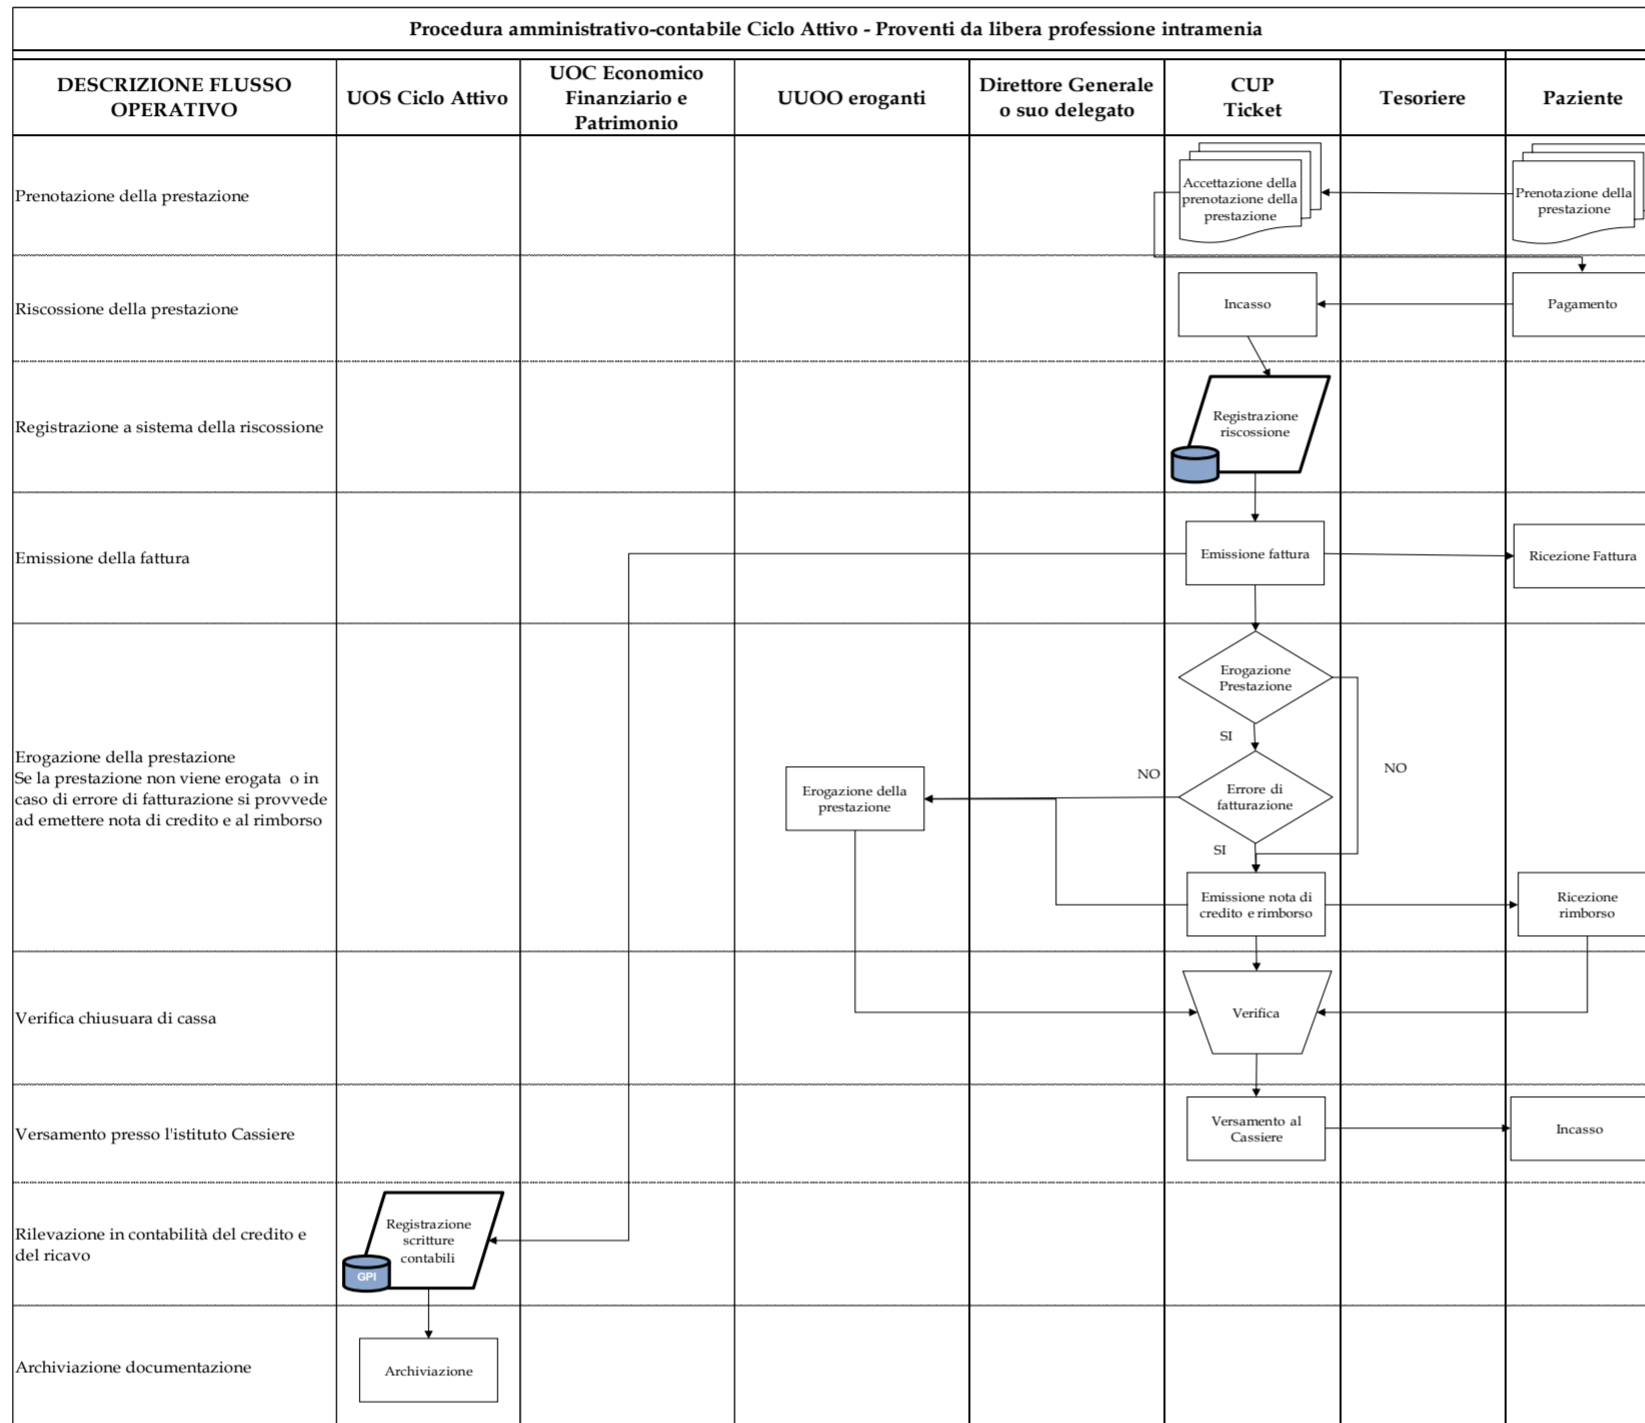 Procedura amministrativo-contabile Ciclo Attivo - Proventi da libera professione intramenia
DESCRIZIONE FLUSSO
OPERATIVO
UOS Ciclo Attivo
UOC Economico
Finanziario e
Patrimonio
UUOO eroganti
Direttore Generale
o suo delegato
CUP
Ticket
Tesoriere
Paziente
Prenotazione della prestazione
Accettazione della
prenotazione della
prestazione
Prenotazione della
prestazione
Riscossione della prestazione
Incasso
Pagamento
Registrazione a sistema della riscossione
Registrazione
riscossione
Emissione della fattura
Emissione fattura
Ricezione Fattura
Erogazione della prestazione
Se la prestazione non viene erogata o in
caso di errore di fatturazione si provvede
ad emettere nota di credito e al rimborso
Erogazione
Prestazione
SI
NO
NO
Errore di
fatturazione
Erogazione della
prestazione
SI
Emissione nota di
credito e rimborso
Ricezione
rimborso
Verifica chiusuara di cassa
Verifica
Versamento presso l'istituto Cassiere
Versamento al
Cassiere
Incasso
Rilevazione in contabilità del credito e
del ricavo
Registrazione
scritture
contabili
GPI
Archiviazione documentazione
Archiviazione